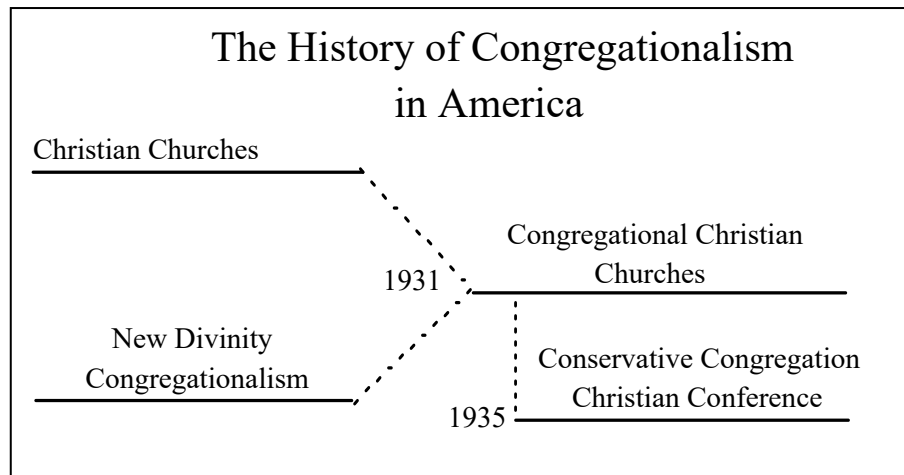 The History of Congregationalism
in America
Christian Churches
Congregational Christian
Churches
1931
New Divinity
Congregationalism
Conservative Congregation
Christian Conference
1935